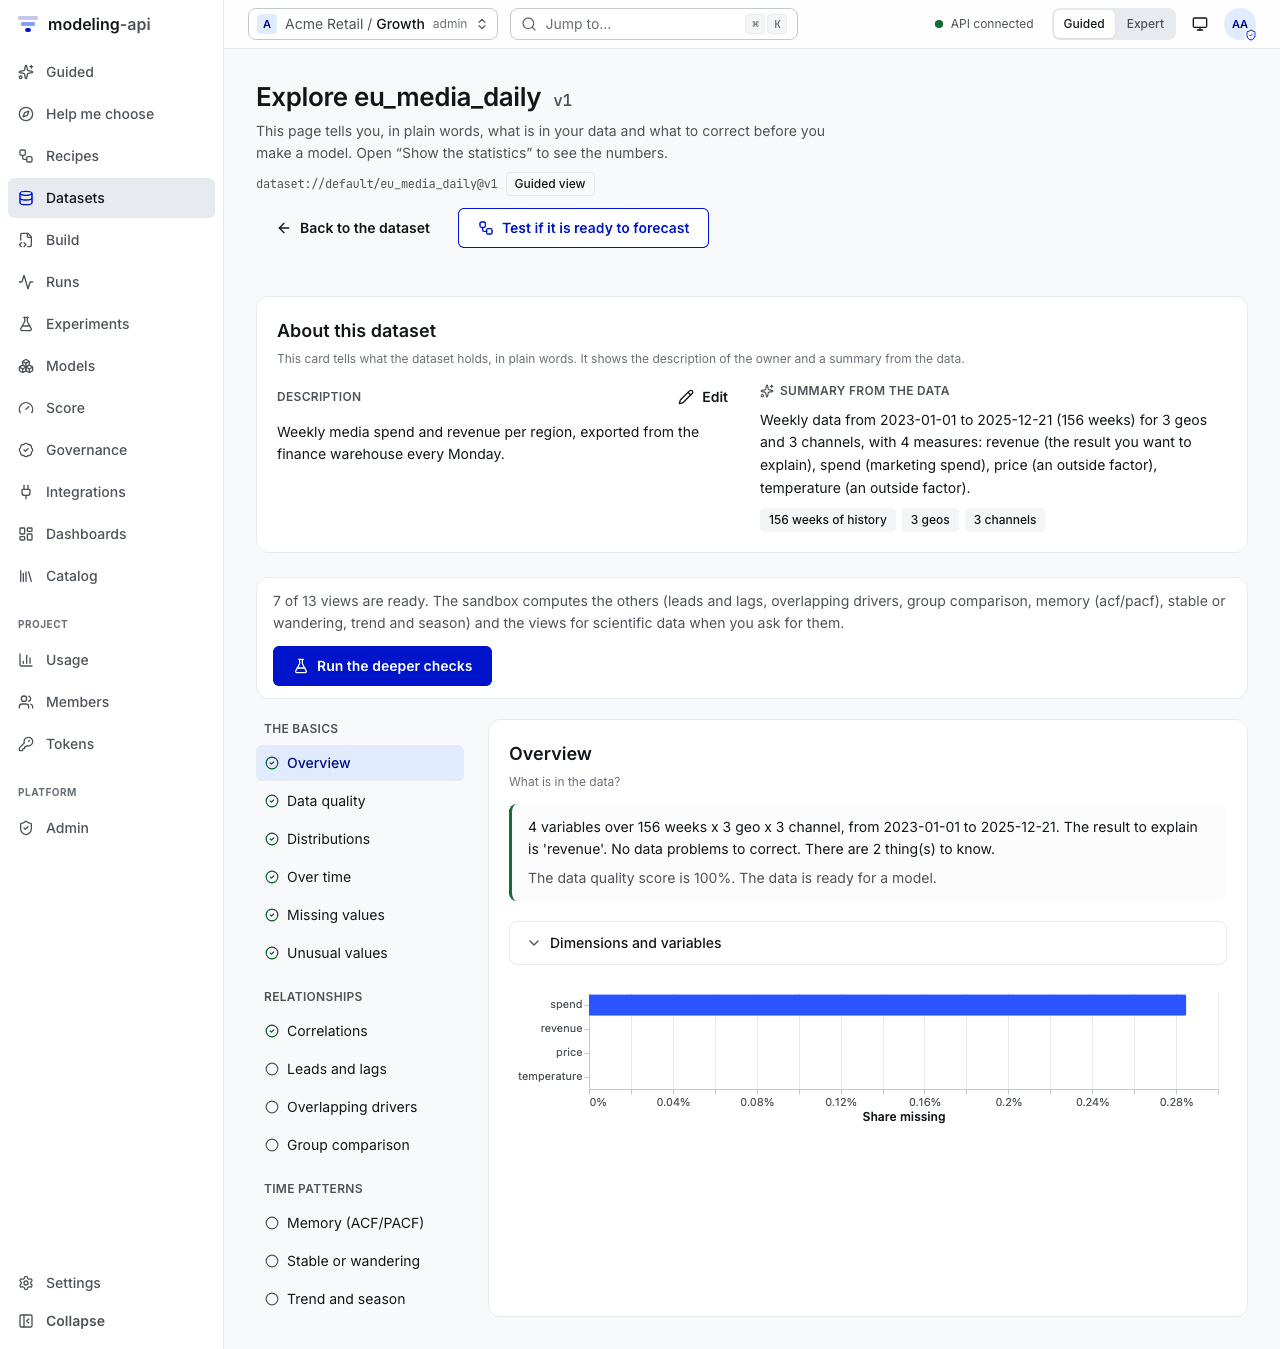 modeling-api
A Acme Retail / Growth admin
Jump to...
⌘ K
API connected
Guided Expert
AA
Guided
Help me choose
Recipes
Datasets
Build
Runs
Experiments
Models
Score
Governance
Integrations
Dashboards
Catalog
PROJECT
Usage
Members
Tokens
PLATFORM
Admin
Settings
Collapse
Explore eu_media_daily v1
This page tells you, in plain words, what is in your data and what to correct before you
make a model. Open “Show the statistics” to see the numbers.
dataset://default/eu_media_daily@v1 Guided view
Back to the dataset
Test if it is ready to forecast
About this dataset
This card tells what the dataset holds, in plain words. It shows the description of the owner and a summary from the data.
DESCRIPTION
Edit
Weekly media spend and revenue per region, exported from the
finance warehouse every Monday.
SUMMARY FROM THE DATA
Weekly data from 2023-01-01 to 2025-12-21 (156 weeks) for 3 geos
and 3 channels, with 4 measures: revenue (the result you want to
explain), spend (marketing spend), price (an outside factor),
temperature (an outside factor).
156 weeks of history 3 geos 3 channels
7 of 13 views are ready. The sandbox computes the others (leads and lags, overlapping drivers, group comparison, memory (acf/pacf), stable or
wandering, trend and season) and the views for scientific data when you ask for them.
Run the deeper checks
THE BASICS
Overview
Data quality
Distributions
Over time
Missing values
Unusual values
RELATIONSHIPS
Correlations
Leads and lags
Overlapping drivers
Group comparison
TIME PATTERNS
Memory (ACF/PACF)
Stable or wandering
Trend and season
Overview
What is in the data?
4 variables over 156 weeks x 3 geo x 3 channel, from 2023-01-01 to 2025-12-21. The result to explain
is 'revenue'. No data problems to correct. There are 2 thing(s) to know.
The data quality score is 100%. The data is ready for a model.
Dimensions and variables
spend
revenue
price
temperature
0% 0.04% 0.08% 0.12% 0.16% 0.2% 0.24% 0.28%
Share missing